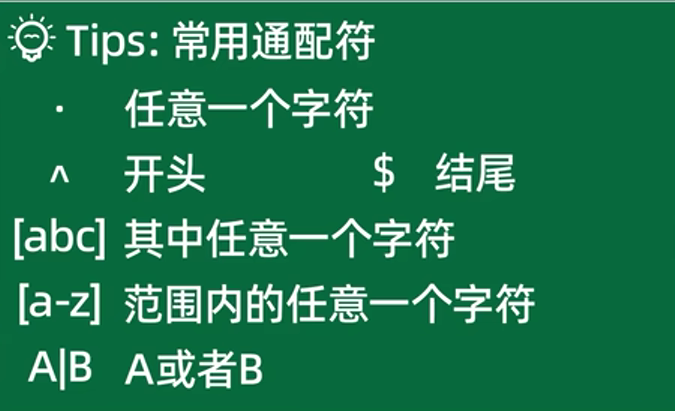 Tips: 常用通配符
· 任意一个字符
^ 开头 $ 结尾
[abc] 其中任意一个字符
[a-z] 范围内的任意一个字符
A|B A或者B